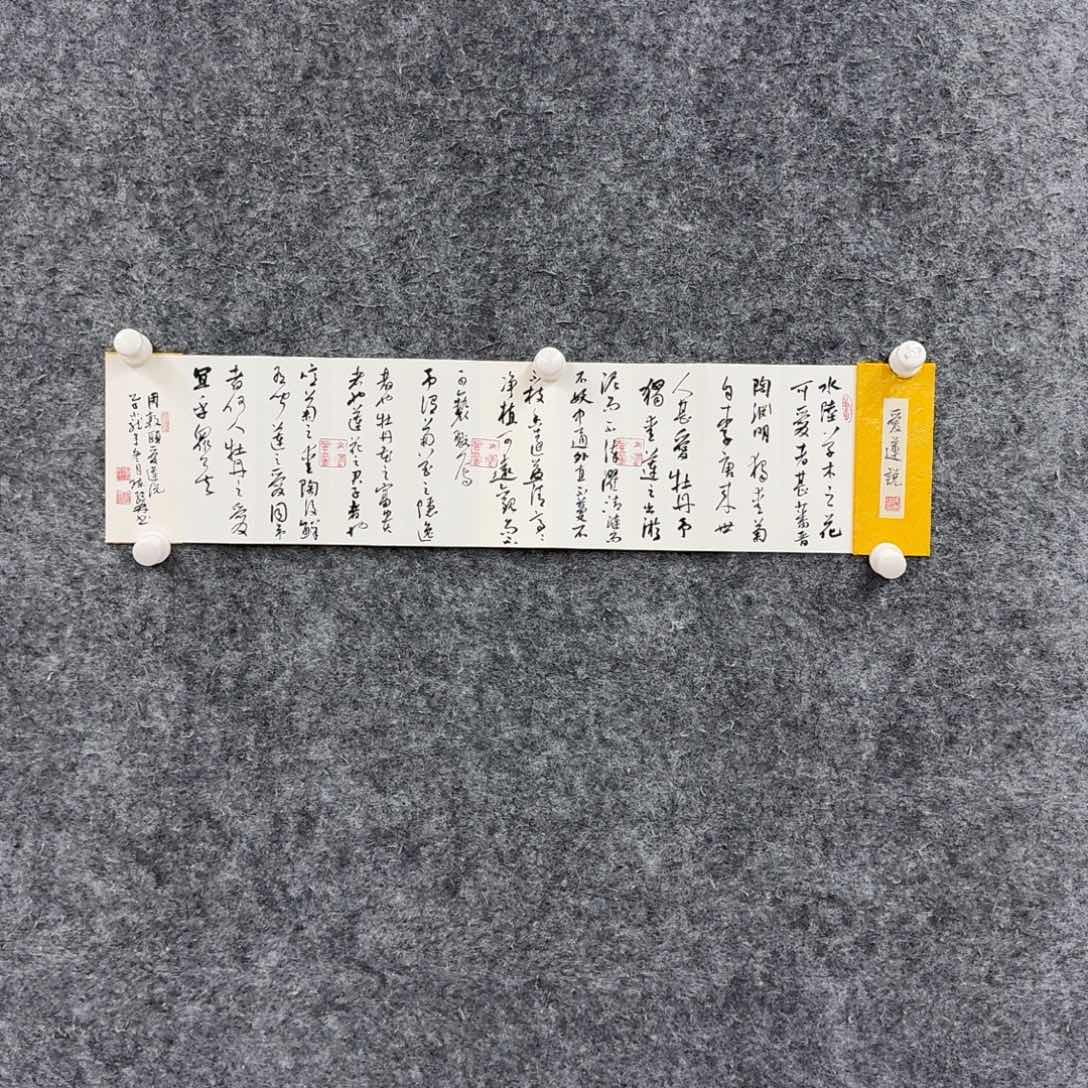 愛蓮說
水陸草木之花
可愛者甚蕃晉
陶淵明獨愛菊
自李唐來世
人甚愛牡丹予
獨愛蓮之出淤
泥而不染濯清漣而
不妖中通外直不蔓不
枝香遠益清亭亭
淨植可遠觀而不
可褻翫焉
予謂菊花之隱逸
者也牡丹花之富貴
者也蓮花之君子者也
噫菊之愛陶後鮮
有聞蓮之愛同予
者何人牡丹之愛
宜乎眾矣
周敦頤愛蓮說
龍年月